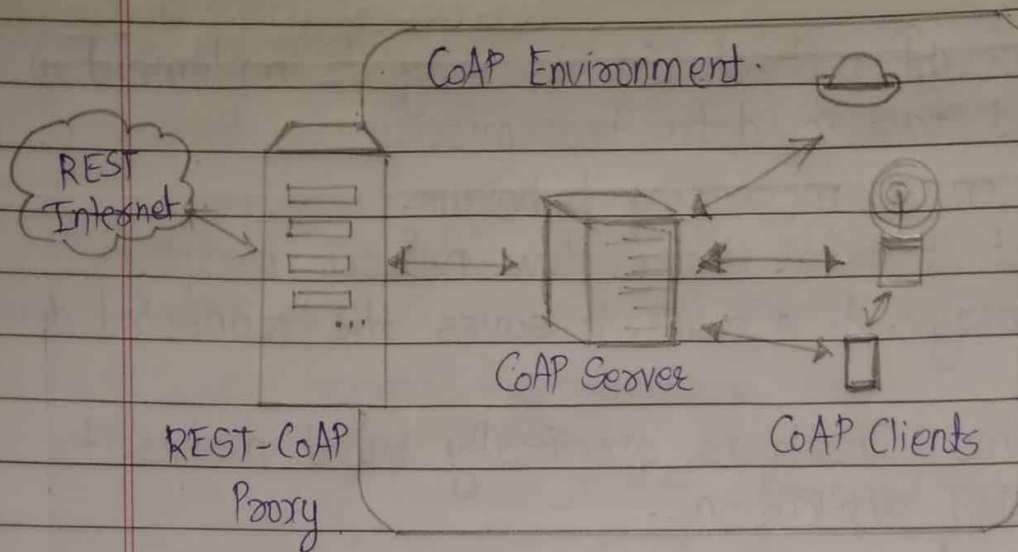 CoAP Environment.
REST
Internet
CoAP Server
REST-CoAP
Proxy
CoAP Clients